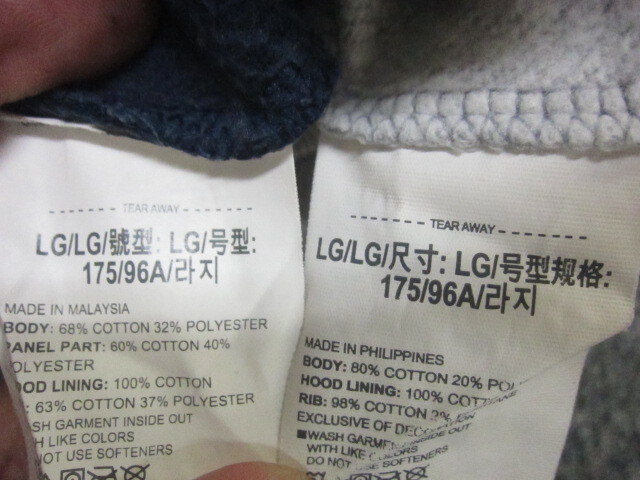 TEAR AWAY
LG/LG/號型: LG/号型:
175/96A/라지
MADE IN MALAYSIA
BODY: 68% COTTON 32% POLYESTER
PANEL PART: 60% COTTON 40%
POLYESTER
HOOD LINING: 100% COTTON
63% COTTON 37% POLYESTER
WASH GARMENT INSIDE OUT
WITH LIKE COLORS
DO NOT USE SOFTENERS
TEAR AWAY
LG/LG/尺寸: LG/号型规格:
175/96A/라지
MADE IN PHILIPPINES
BODY: 80% COTTON 20%
HOOD LINING: 100%
RIB: 98% COTTON 2%
EXCLUSIVE OF
■WASH GARMENT INSIDE OUT
WITH LIKE COLORS
DO NOT USE SOFTENERS